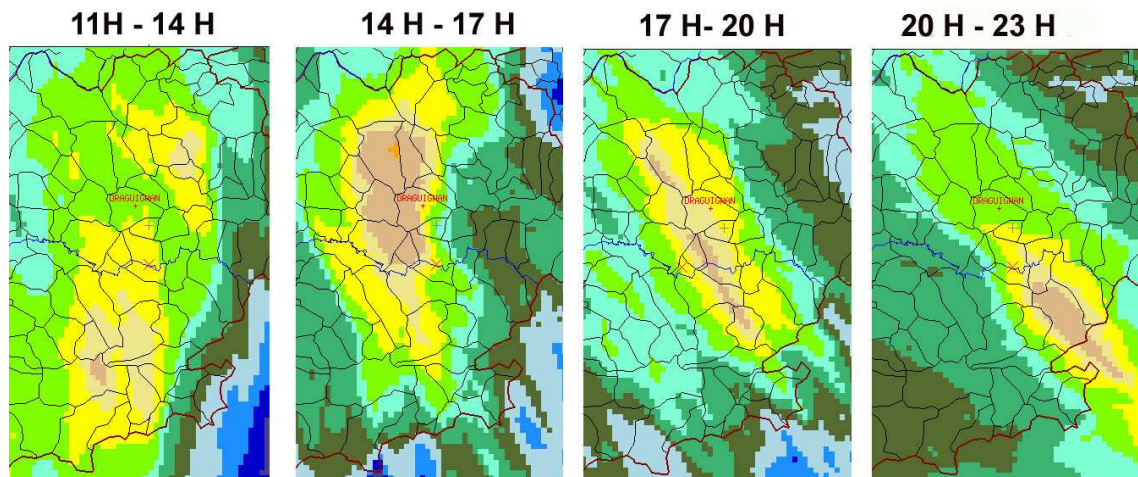 11H - 14 H
14 H - 17 H
17 H- 20 H
20 H - 23 H
DRAGUIGNAN
DRAGUIGNAN
DRAGUIGNAN
DRAGUIGNAN